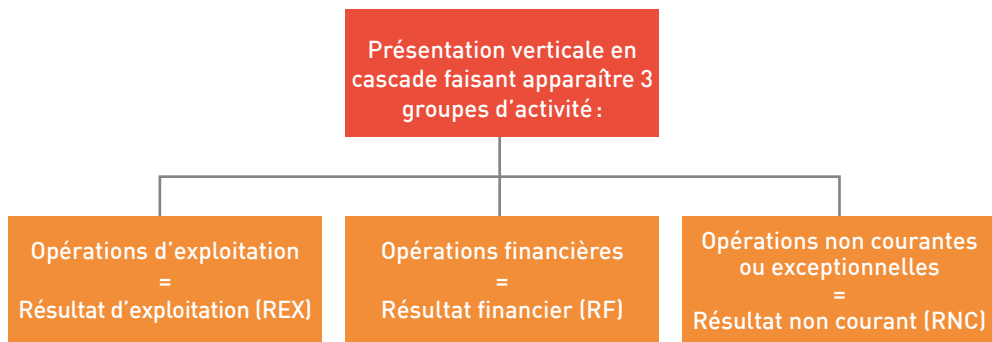 Présentation verticale en
cascade faisant apparaître 3
groupes d’activité :
Opérations d’exploitation
=
Résultat d’exploitation (REX)
Opérations financières
=
Résultat financier (RF)
Opérations non courantes
ou exceptionnelles
=
Résultat non courant (RNC)